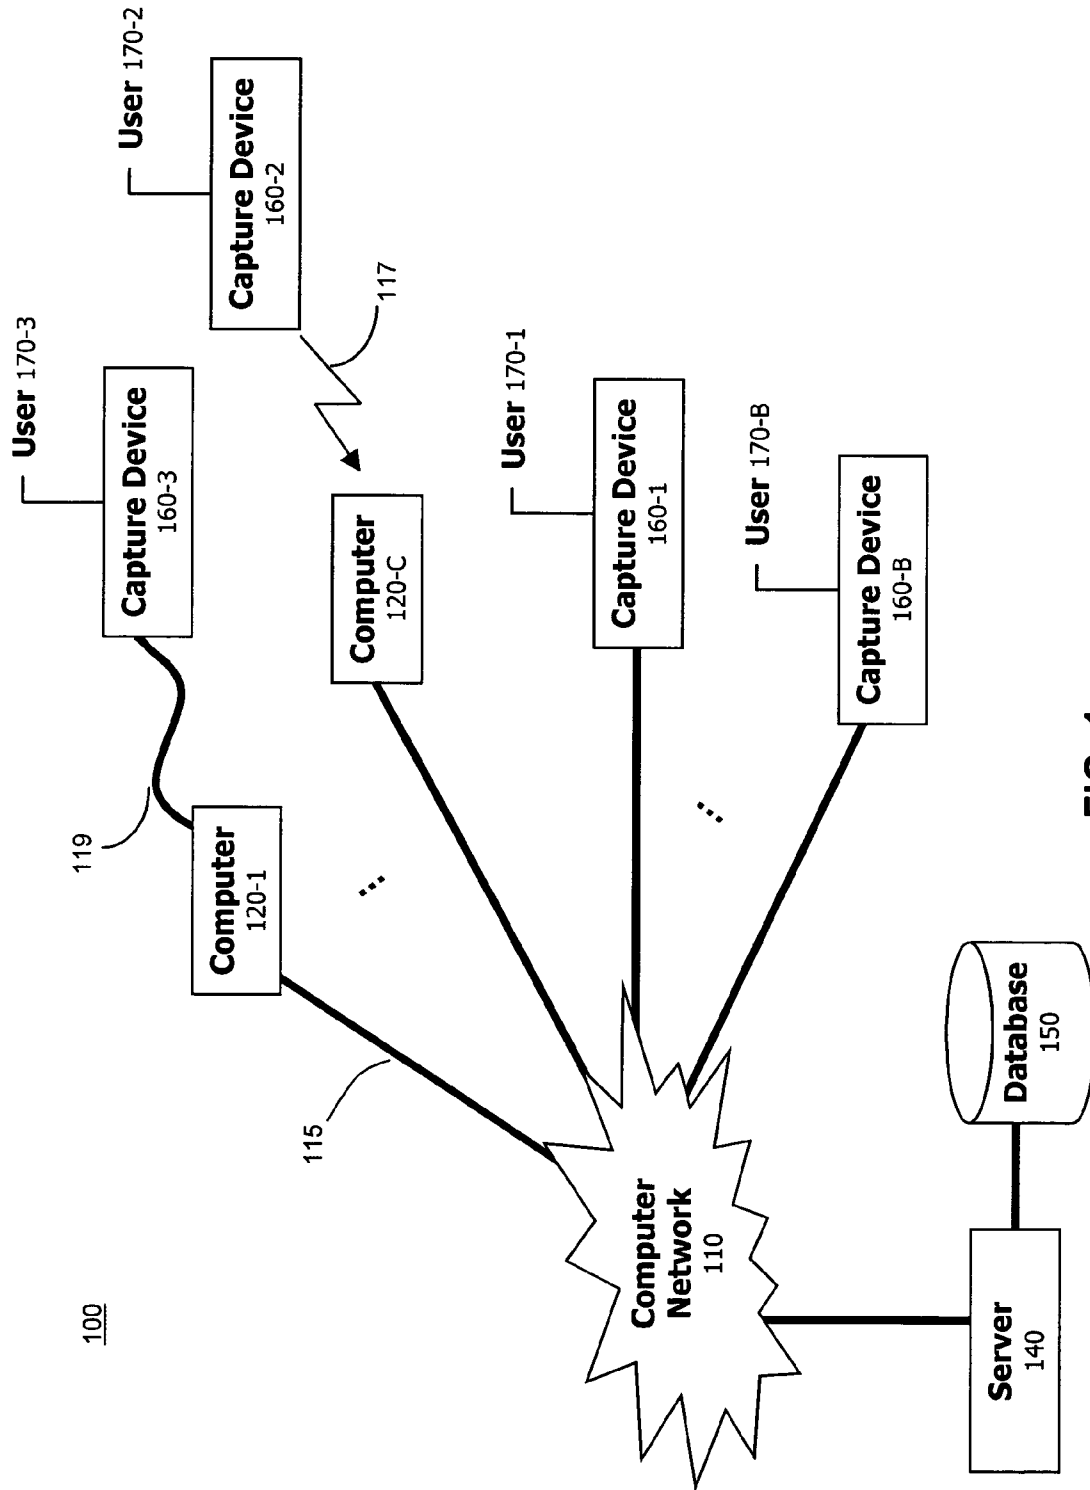 User 170-3
100
119
User 170-2
Capture Device
160-3
Computer
120-1
Capture Device
160-2
115
Computer
120-C
117
User 170-1
Capture Device
160-1
Computer
Network
110
User 170-B
Capture Device
160-B
Server
140
Database
150